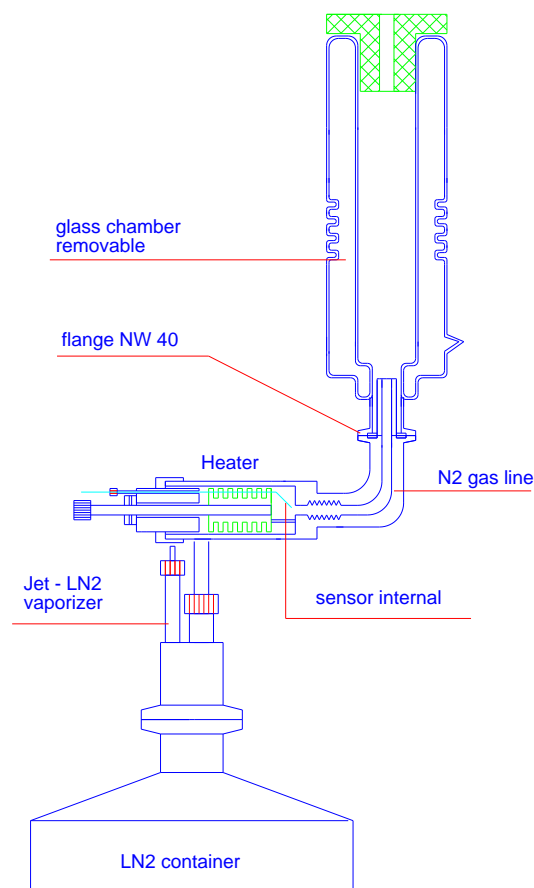 glass chamber
removable
flange NW 40
Heater
N2 gas line
Jet - LN2
vaporizer
sensor internal
LN2 container